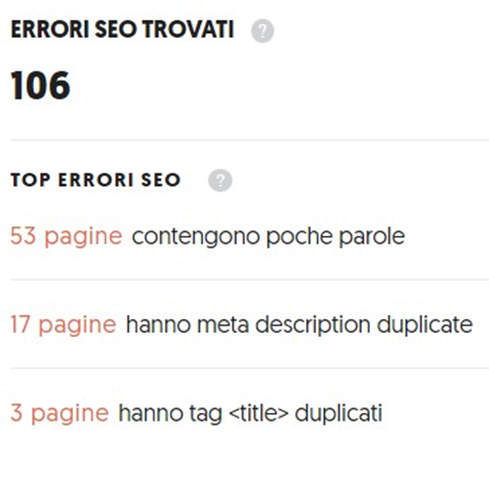 ERRORI SEO TROVATI ?
106
TOP ERRORI SEO ?
53 pagine contengono poche parole
17 pagine hanno meta description duplicate
3 pagine hanno tag <title> duplicati